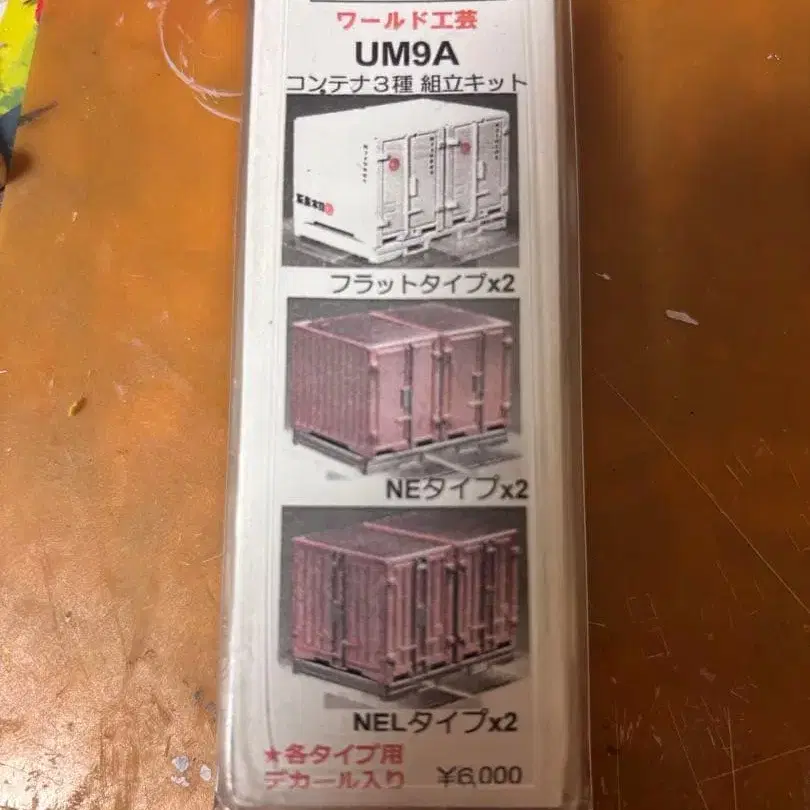 ワールド工芸
UM9A
コンテナ3種 組立キット
フラットタイプx2
NEタイプx2
NELタイプx2
★各タイプ用
デカール入り ¥6,000